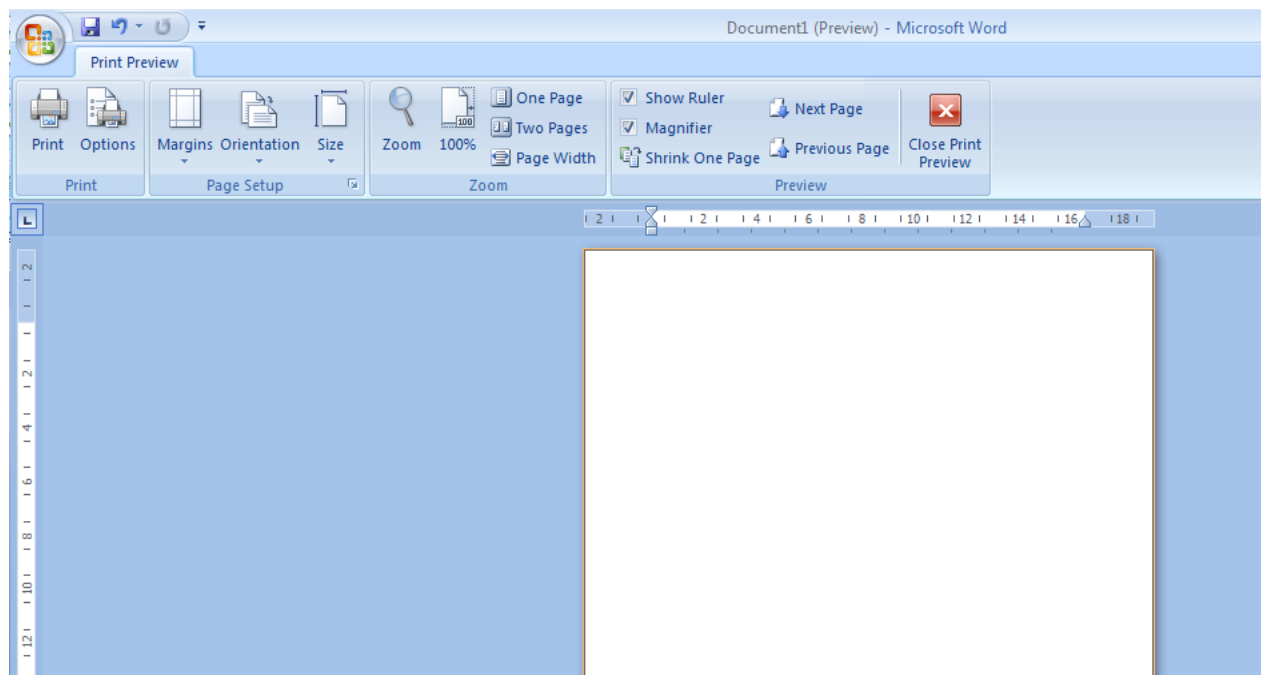 Document1 (Preview) - Microsoft Word
Print Preview
Print Options
Margins Orientation Size
Zoom 100%
100
One Page
Two Pages
Page Width
Show Ruler
Magnifier
Shrink One Page
Next Page
Previous Page
Close Print
Preview
Print
Page Setup
Zoom
Preview
L
2 2 4 6 8 10 12 14 16 18
2
2
4
6
8
10
12